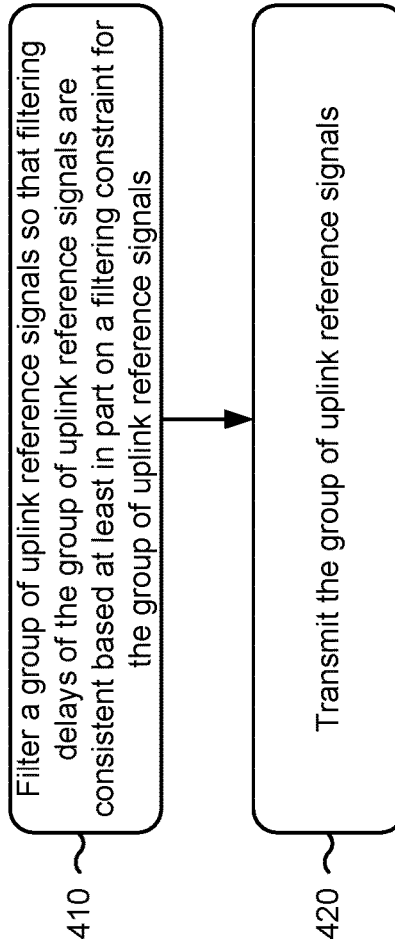 410
Filter a group of uplink reference signals so that filtering
delays of the group of uplink reference signals are
consistent based at least in part on a filtering constraint for
the group of uplink reference signals
420
Transmit the group of uplink reference signals